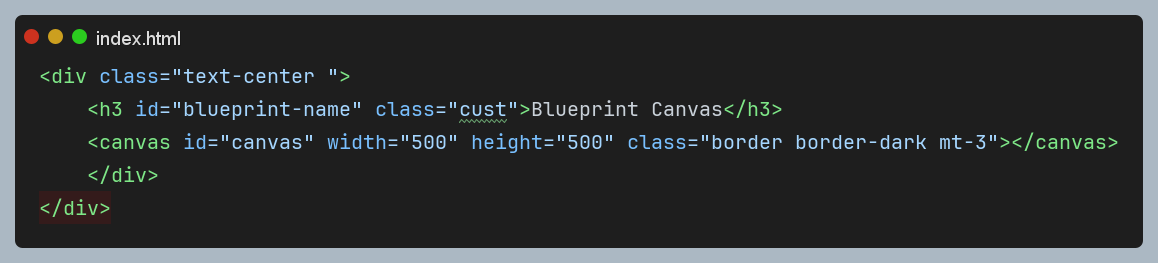 index.html
<div class="text-center ">
    <h3 id="blueprint-name" class="cust">Blueprint Canvas</h3>
    <canvas id="canvas" width="500" height="500" class="border border-dark mt-3"></canvas>
    </div>
</div>